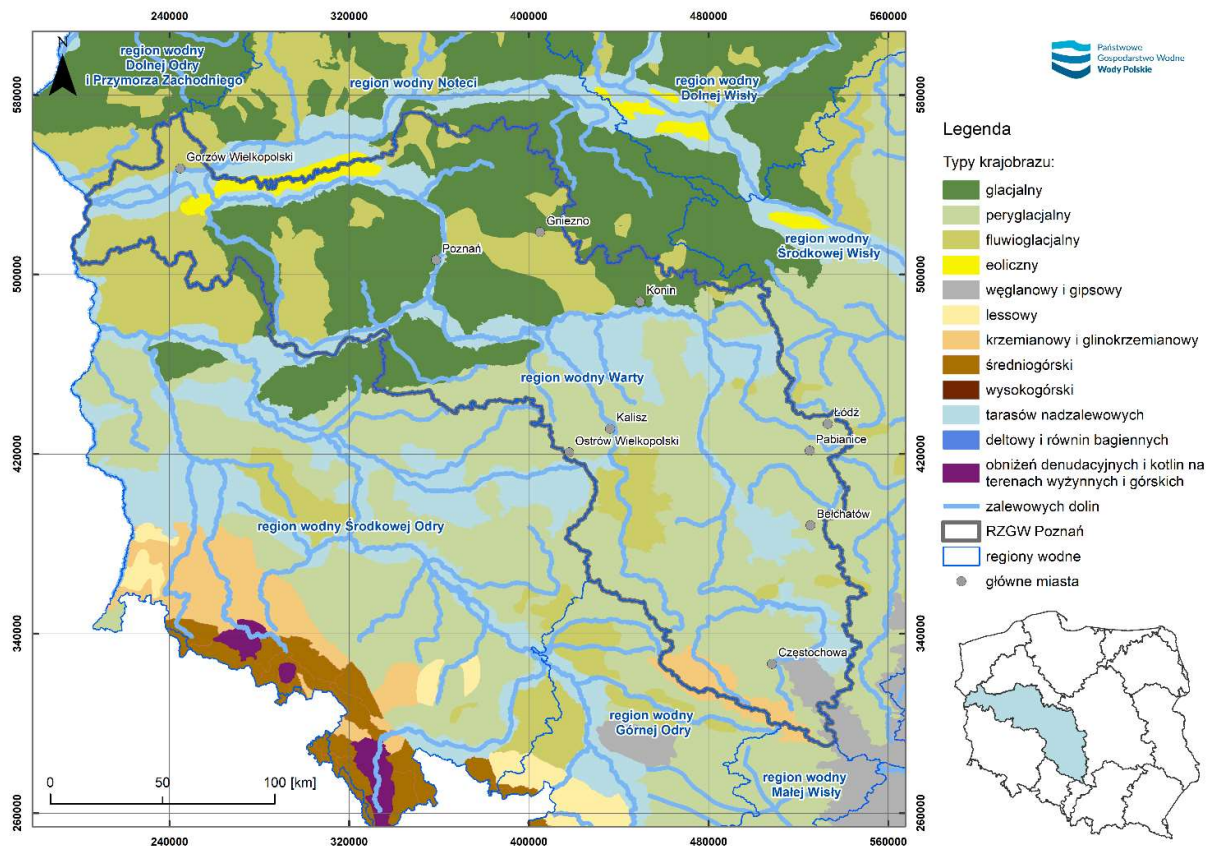 240000 320000 400000 480000 560000
N
region wodny
Dolnej Odry
i Przymorza Zachodniego
region wodny Noteci
region wodny
Dolnej Wisły
580000
580000
Gorzów Wielkopolski
Gniezno
region wodny
Środkowej Wisły
Poznań
500000
500000
Konin
region wodny Warty
Kalisz
Łódź
Ostrów Wielkopolski
Pabianice
420000
420000
region wodny Środkowej Odry
Bełchatów
340000
340000
Częstochowa
region wodny
Górnej Odry
region wodny
Małej Wisły
0 50 100 [km]
260000
260000
240000 320000 400000 480000 560000
Państwowe
Gospodarstwo Wodne
Wody Polskie
Legenda
Typy krajobrazu:
glacjalny
peryglacjalny
fluwioglacjalny
eoliczny
węglanowy i gipsowy
lessowy
krzemianowy i glinokrzemianowy
średniogórski
wysokogórski
tarasów nadzalewowych
deltowy i równin bagiennych
obniżeń denudacyjnych i kotlin na
terenach wyżynnych i górskich
zalewowych dolin
RZGW Poznań
regiony wodne
główne miasta